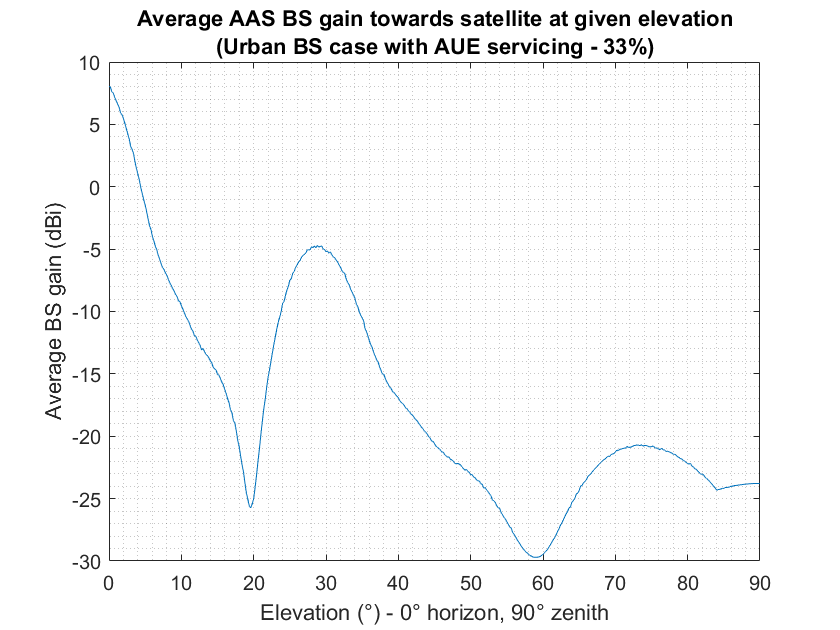 Average AAS BS gain towards satellite at given elevation
(Urban BS case with AUE servicing - 33%)
10
5
0
-5
-10
-15
-20
-25
-30
Average BS gain (dBi)
0 10 20 30 40 50 60 70 80 90
Elevation (°) - 0° horizon, 90° zenith